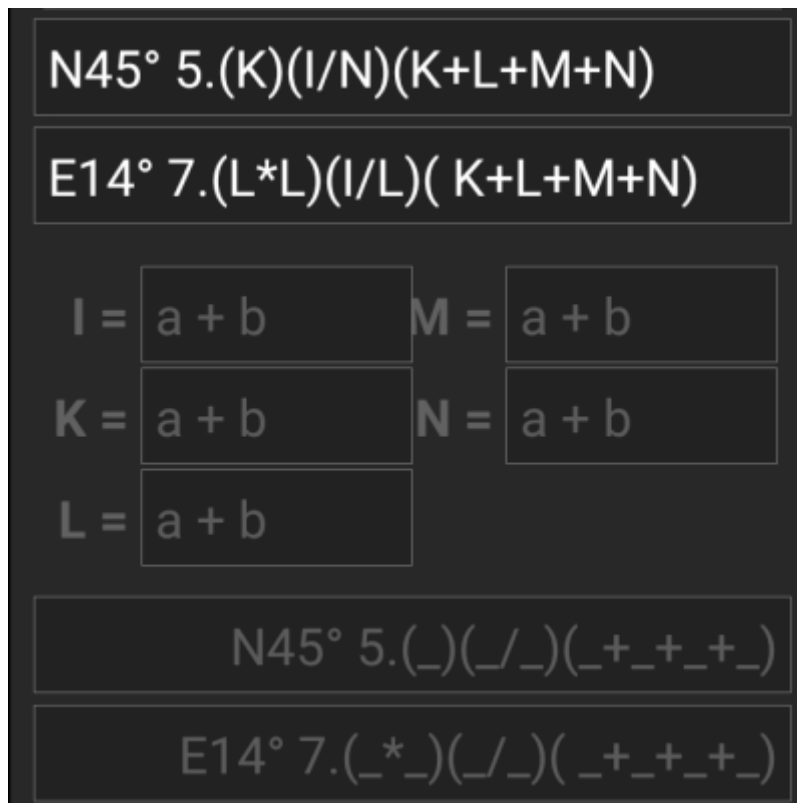 N45° 5.(K)(I/N)(K+L+M+N)
E14° 7.(L*L)(I/L)( K+L+M+N)
I = a + b M = a + b
K = a + b N = a + b
L = a + b
N45° 5.(_)(_/_)(_+_+_+_)
E14° 7.(_*_)(_/_)( _+_+_+_)